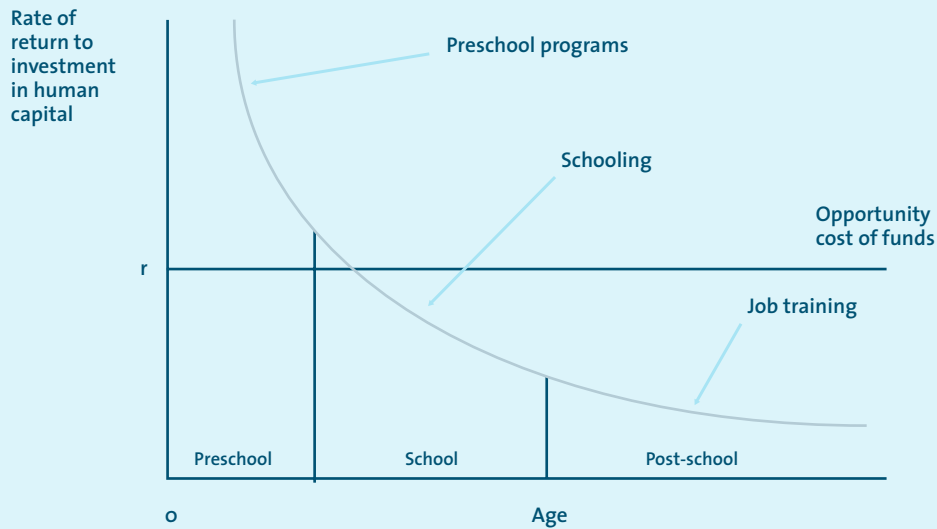 Rate of
return to
investment
in human
capital
Preschool programs
Schooling
Opportunity
cost of funds
r
Job training
Preschool
School
Post-school
0
Age